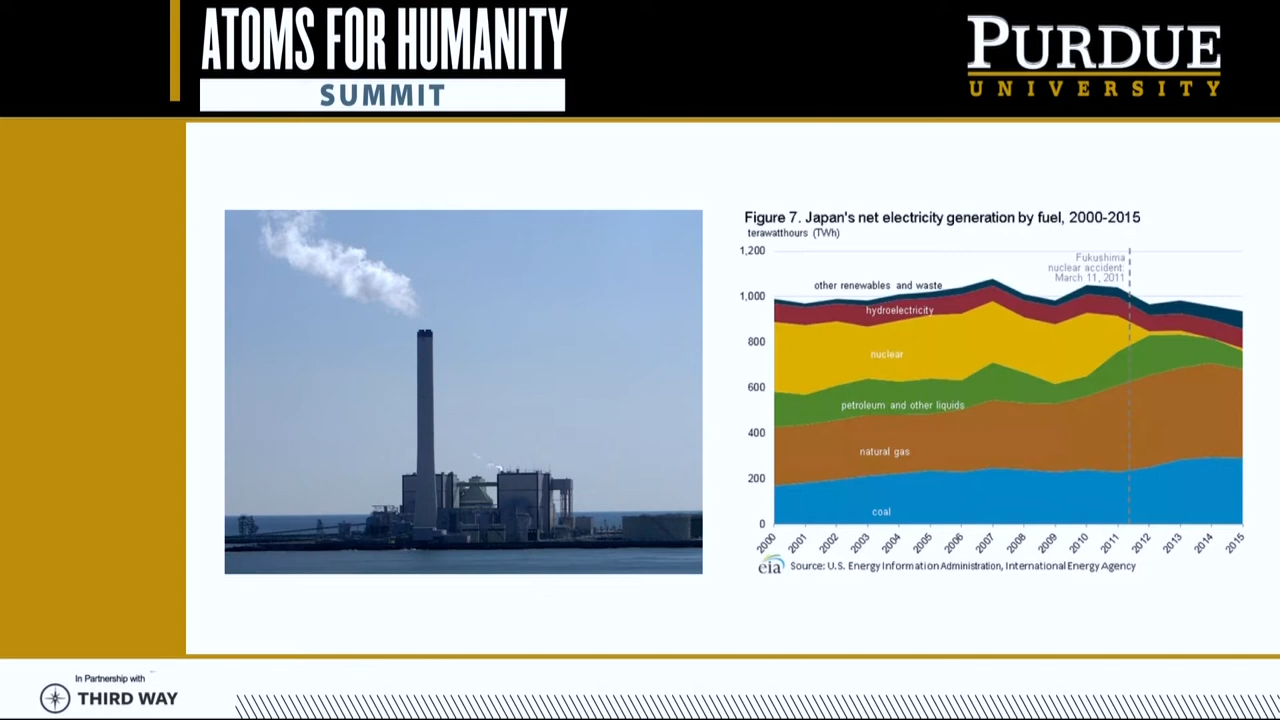 ATOMS FOR HUMANITY
SUMMIT
PURDUE
UNIVERSITY
Figure 7. Japan's net electricity generation by fuel, 2000-2015
terawatthours (TWh)
1,200
1,000
800
600
400
200
0
Fukushima
nuclear accident:
March 11, 2011
other renewables and waste
hydroelectricity
nuclear
petroleum and other liquids
natural gas
coal
2000 2001 2002 2003 2004 2005 2006 2007 2008 2009 2010 2011 2012 2013 2014 2015
eia Source: U.S. Energy Information Administration, International Energy Agency
In Partnership with
THIRD WAY